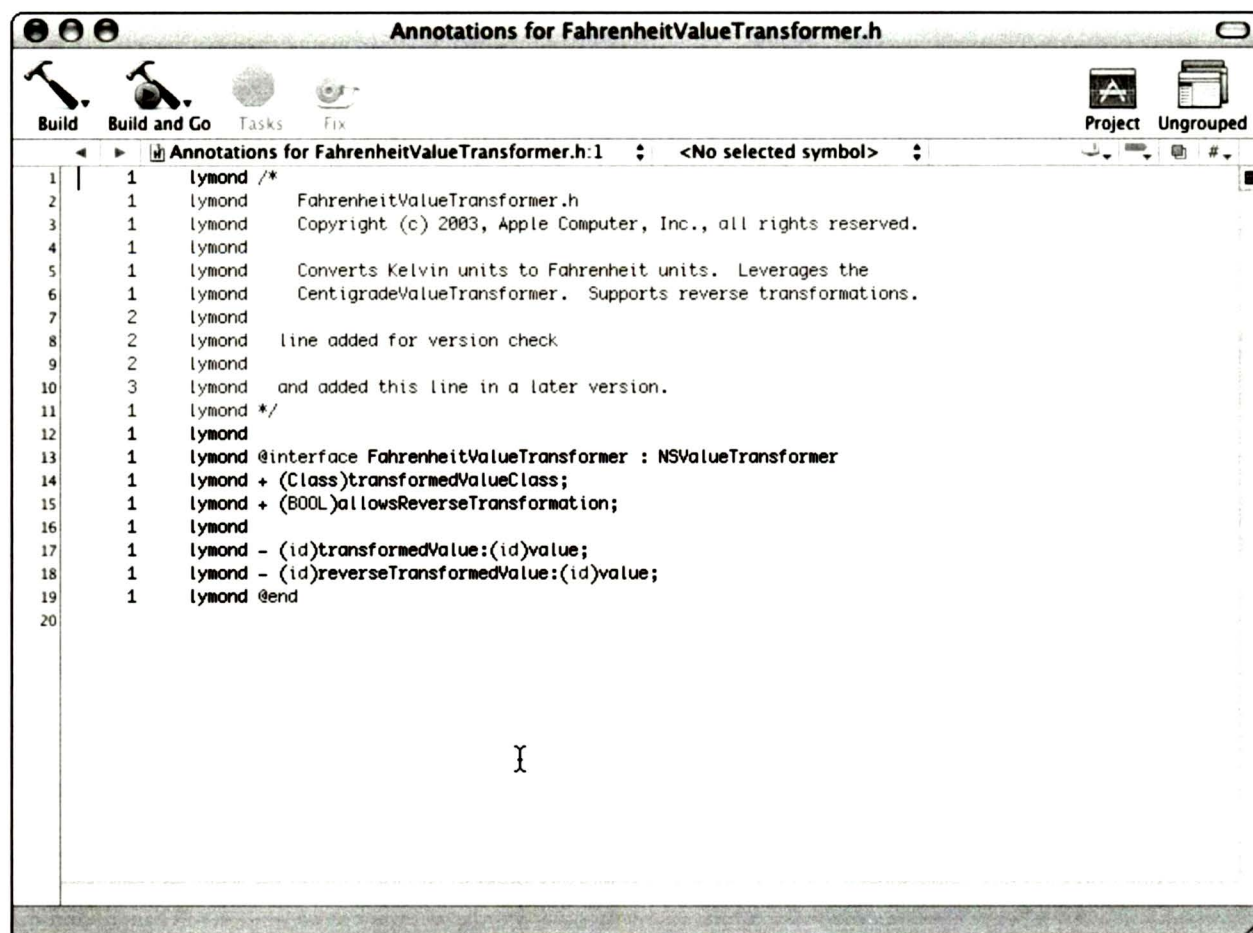 Annotations for FahrenheitValueTransformer.h
Build Build and Go Tasks Fix Project Ungrouped
Annotations for FahrenheitValueTransformer.h:1 <No selected symbol> #
1 1 lymond /*
2 1 lymond FahrenheitValueTransformer.h
3 1 lymond Copyright (c) 2003, Apple Computer, Inc., all rights reserved.
4 1 lymond
5 1 lymond Converts Kelvin units to Fahrenheit units. Leverages the
6 1 lymond CentigradeValueTransformer. Supports reverse transformations.
7 2 lymond
8 2 lymond line added for version check
9 2 lymond
10 3 lymond and added this line in a later version.
11 1 lymond */
12 1 lymond
13 1 lymond @interface FahrenheitValueTransformer : NSValueTransformer
14 1 lymond + (Class)transformedValueClass;
15 1 lymond + (BOOL)allowsReverseTransformation;
16 1 lymond
17 1 lymond - (id)transformedValue:(id)value;
18 1 lymond - (id)reverseTransformedValue:(id)value;
19 1 lymond @end
20